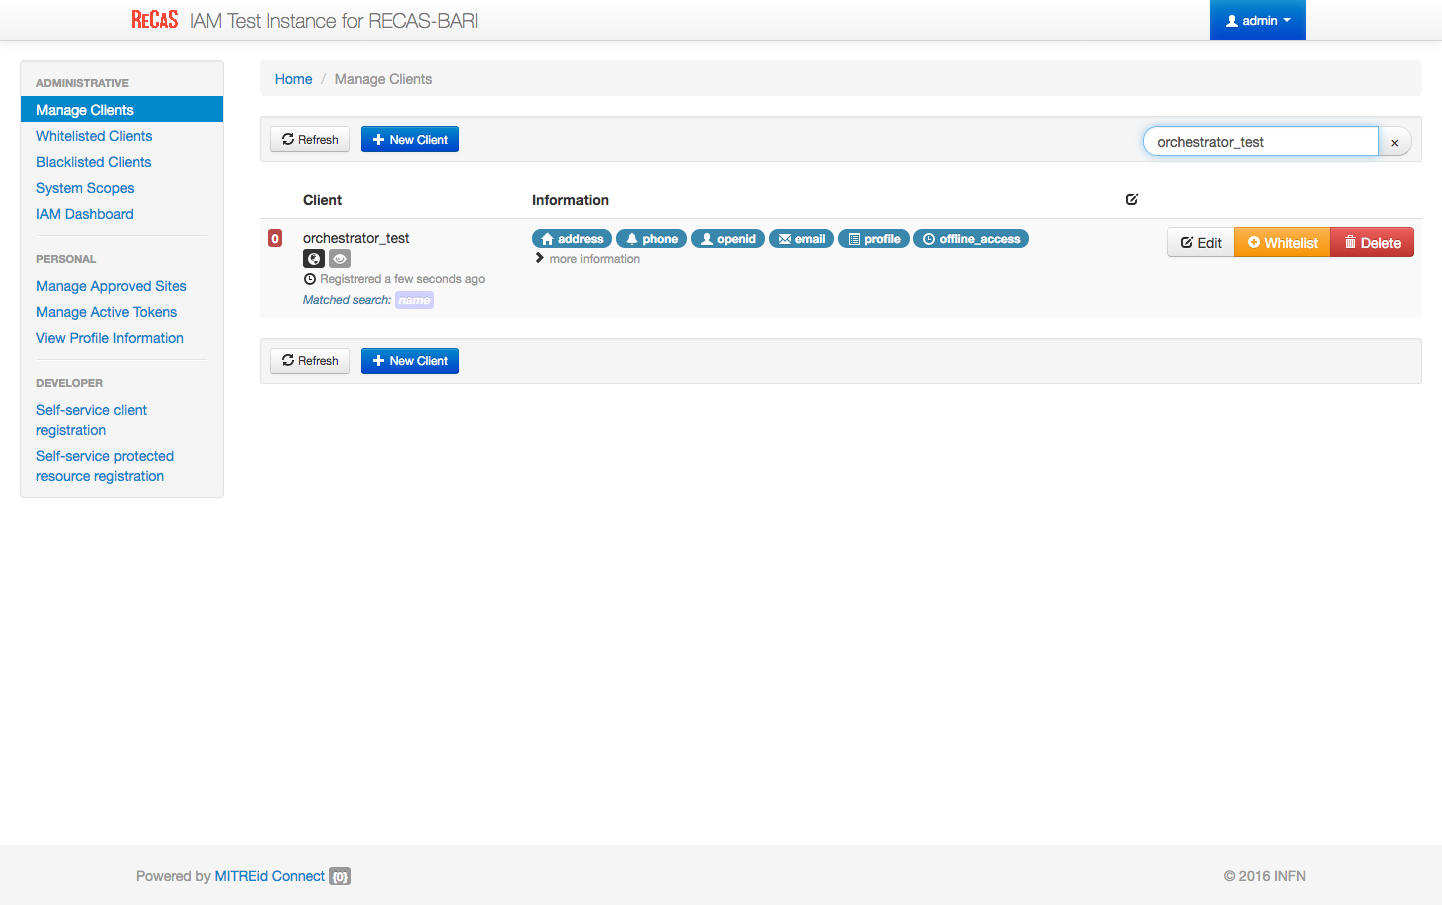 ReCaS IAM Test Instance for RECAS-BARI
admin
ADMINISTRATIVE
Manage Clients
Whitelisted Clients
Blacklisted Clients
System Scopes
IAM Dashboard
PERSONAL
Manage Approved Sites
Manage Active Tokens
View Profile Information
DEVELOPER
Self-service client
registration
Self-service protected
resource registration
Home / Manage Clients
Refresh New Client orchestrator_test ×
Client Information
0 orchestrator_test address phone openid email profile offline_access Edit Whitelist Delete
more information
Registrered a few seconds ago
Matched search: name
Refresh New Client
Powered by MITREid Connect {0} © 2016 INFN